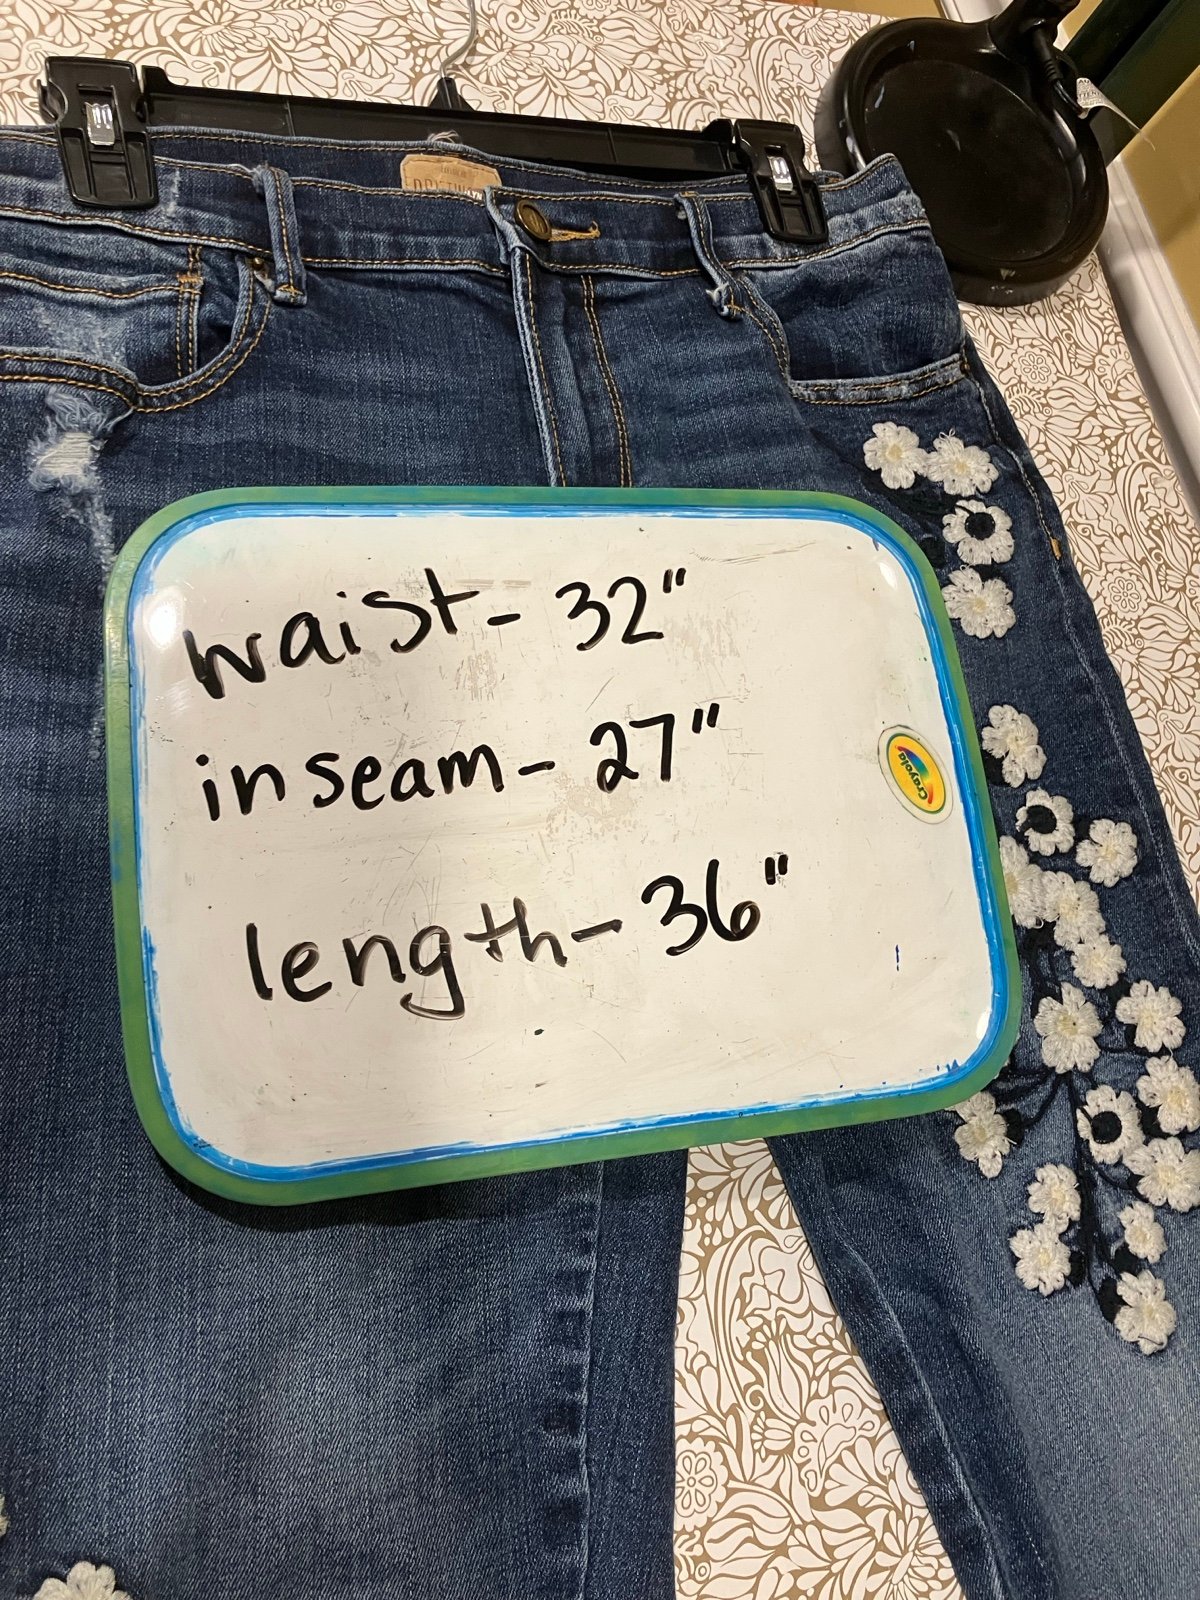 waist - 32"
inseam - 27"
length - 36"
Crayola